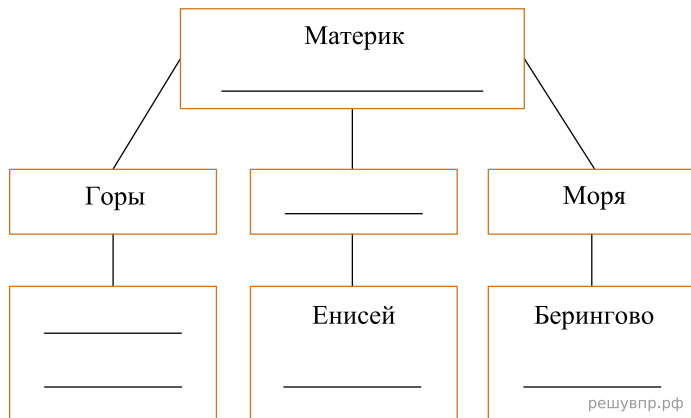 Материк
Горы
Моря
Енисей
Берингово
решувпр.рф